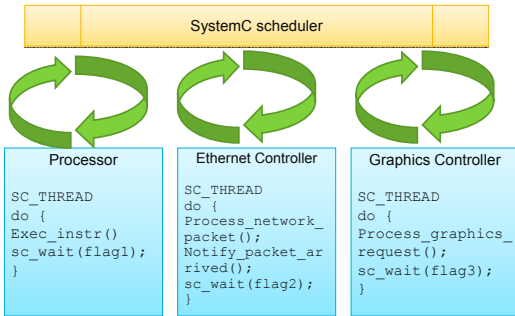 SystemC scheduler
Processor
SC_THREAD
do {
Exec_instr()
sc_wait(flag1);
}
Ethernet Controller
SC_THREAD
do {
Process_network_
packet();
Notify_packet_ar
rived();
sc_wait(flag2);
}
Graphics Controller
SC_THREAD
do {
Process_graphics_
request();
sc_wait(flag3);
}